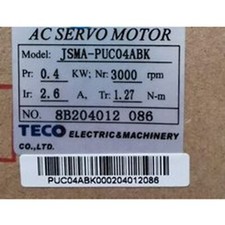 AC SERVO MOTOR
Model: JSMA-PUC04ABK
Pr: 0.4 KW; Nr: 3000 rpm
Ir: 2.6 A, Tr: 1.27 N-m
NO. 8B204012 086
TECO ELECTRIC&MACHINERY
CO.,LTD.
PUC04ABK000204012086